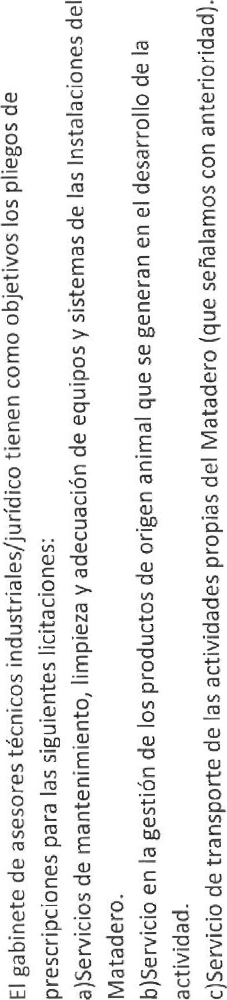 El gabinete de asesores técnicos industriales/jurídico tienen como objetivos los pliegos de
prescripciones para las siguientes licitaciones:
a)Servicios de mantenimiento, limpieza y adecuación de equipos y sistemas de las Instalaciones del
Matadero.
b)Servicio en la gestión de los productos de origen animal que se generan en el desarrollo de la
actividad.
c)Servicio de transporte de las actividades propias del Matadero (que señalamos con anterioridad).